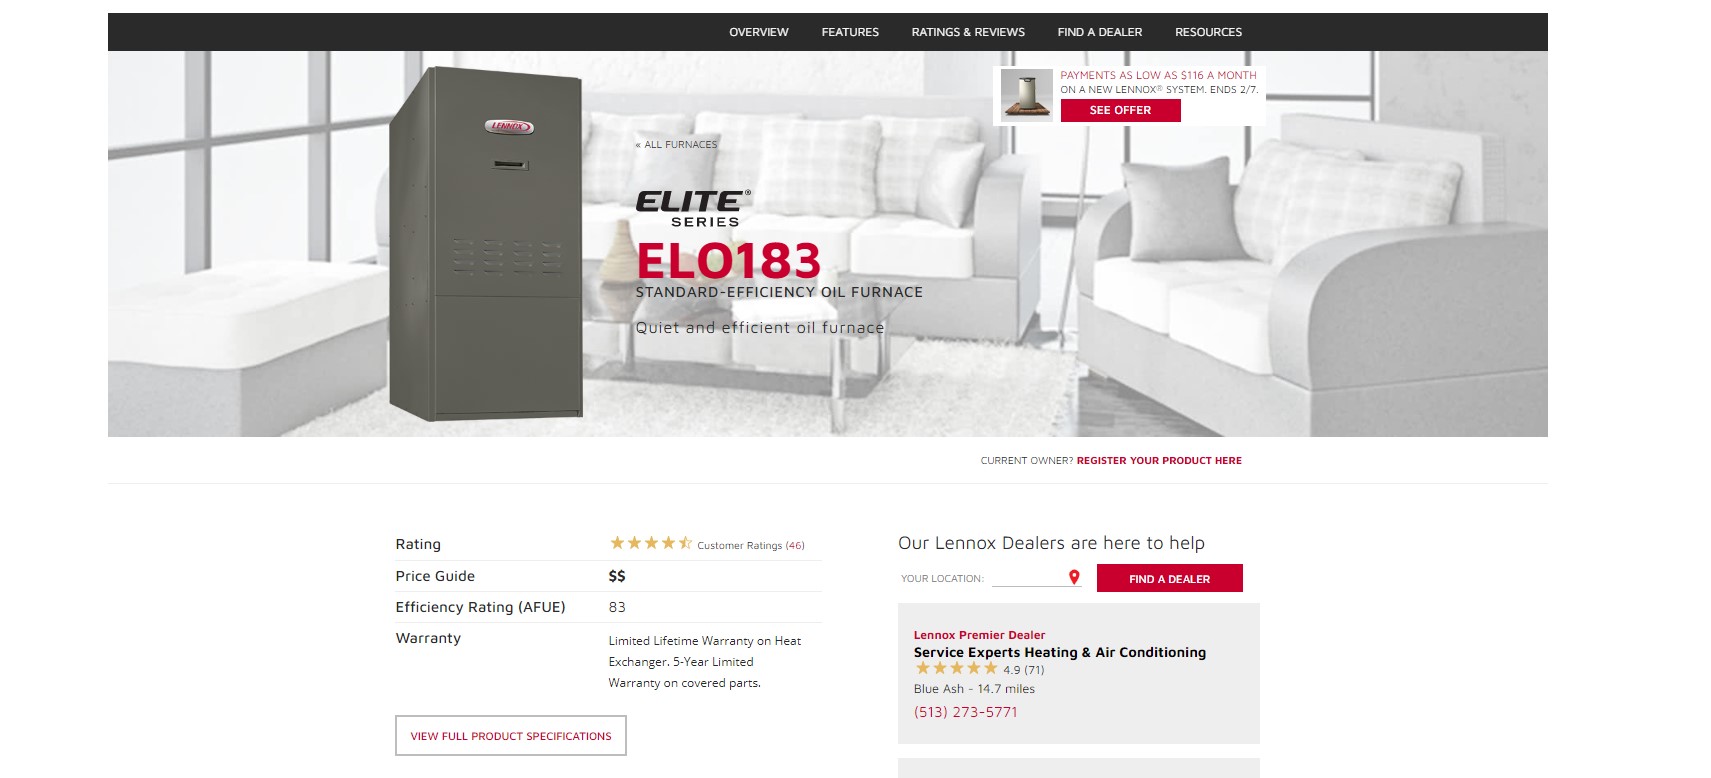 OVERVIEW FEATURES RATINGS & REVIEWS FIND A DEALER RESOURCES
PAYMENTS AS LOW AS $116 A MONTH
ON A NEW LENNOX® SYSTEM. ENDS 2/7.
SEE OFFER
LENNOX
« ALL FURNACES
ELITE®
SERIES
ELO183
STANDARD-EFFICIENCY OIL FURNACE
Quiet and efficient oil furnace
CURRENT OWNER? REGISTER YOUR PRODUCT HERE
Rating Customer Ratings (46)
Price Guide $$
Efficiency Rating (AFUE) 83
Warranty Limited Lifetime Warranty on Heat
Exchanger. 5-Year Limited
Warranty on covered parts.
VIEW FULL PRODUCT SPECIFICATIONS
Our Lennox Dealers are here to help
YOUR LOCATION: FIND A DEALER
Lennox Premier Dealer
Service Experts Heating & Air Conditioning
4.9 (71)
Blue Ash - 14.7 miles
(513) 273-5771